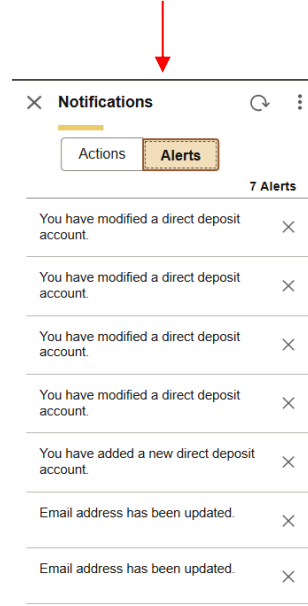 Notifications
Actions
Alerts
7 Alerts
You have modified a direct deposit
account.
You have modified a direct deposit
account.
You have modified a direct deposit
account.
You have modified a direct deposit
account.
You have added a new direct deposit
account.
Email address has been updated.
Email address has been updated.